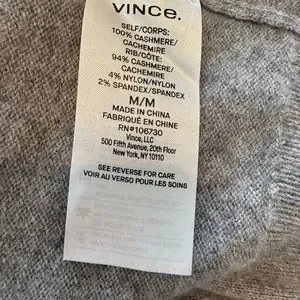 VINCE.
SELF/CORPS:
100% CASHMERE/
CACHEMIRE
RIB/CÔTE:
94% CASHMERE/
CACHEMIRE
4% NYLON/NYLON
2% SPANDEX/SPANDEX
M/M
MADE IN CHINA
FABRIQUÉ EN CHINE
RN#106730
Vince, LLC
500 Fifth Avenue, 20th Floor
New York, NY 10110
SEE REVERSE FOR CARE
VOIR AU VERSO POUR LES SOINS